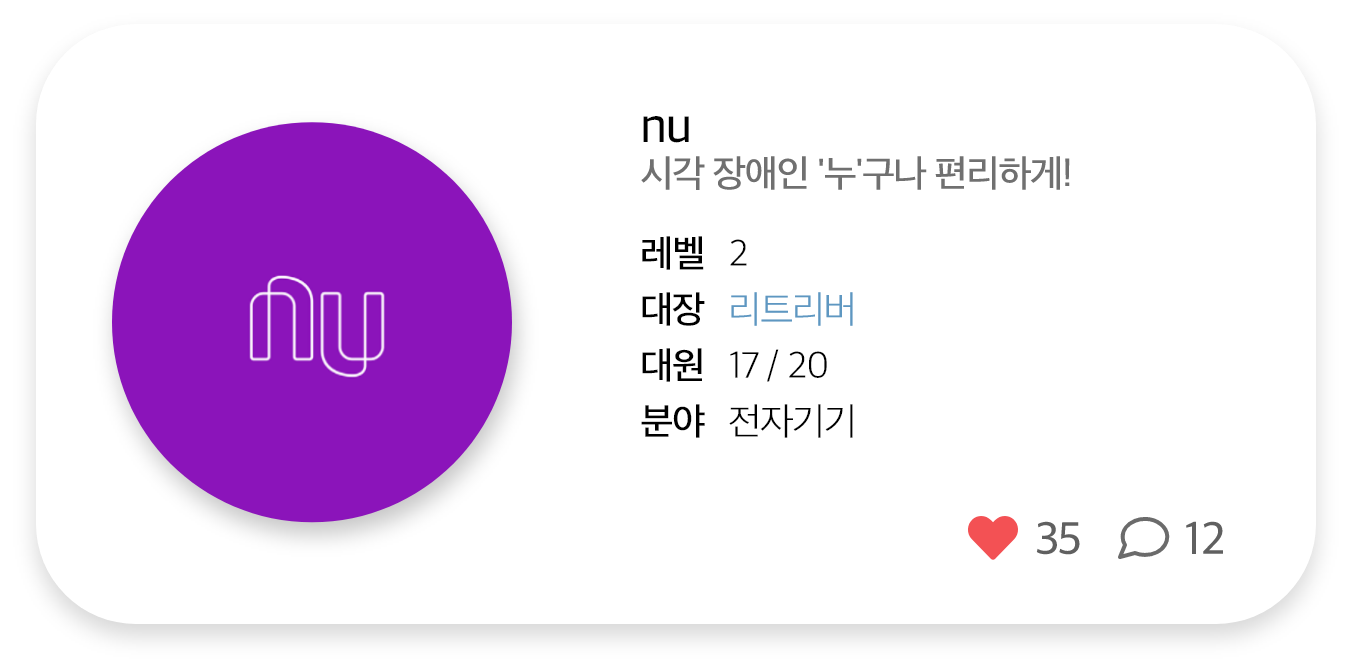 nu
nu
시각 장애인 '누'구나 편리하게!
레벨 2
대장 리트리버
대원 17 / 20
분야 전자기기
35 12